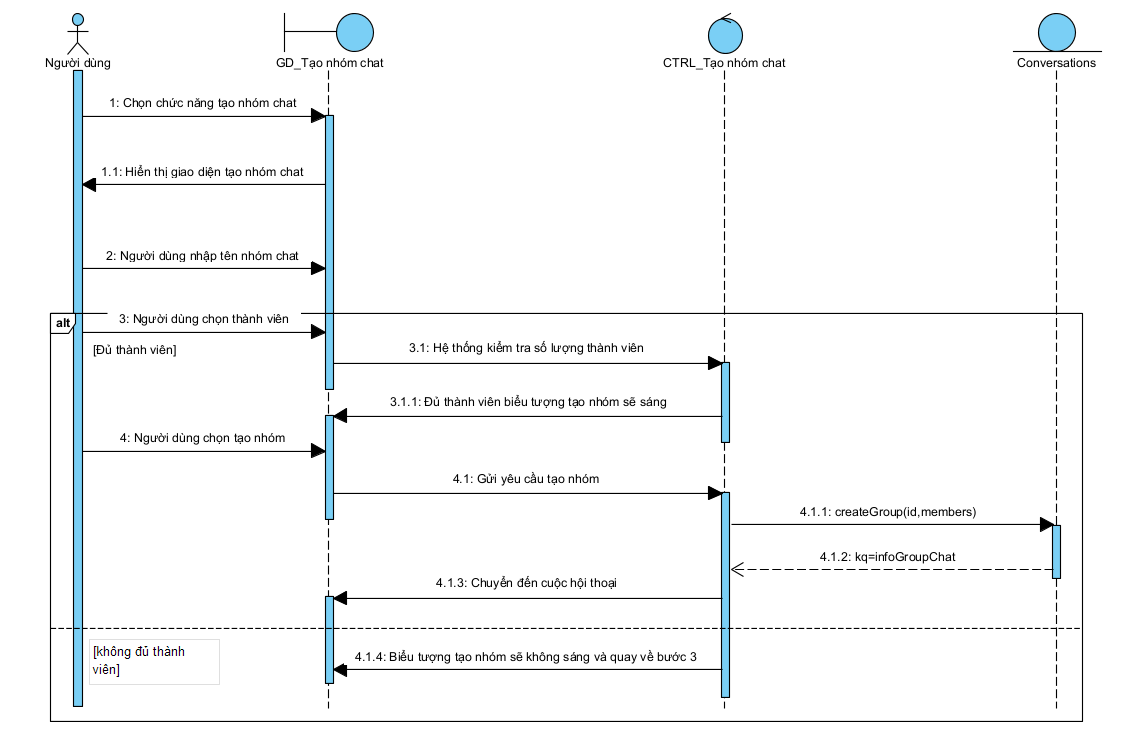 Người dùng
GD_Tạo nhóm chat
CTRL_Tạo nhóm chat
Conversations
1: Chọn chức năng tạo nhóm chat
1.1: Hiển thị giao diện tạo nhóm chat
2: Người dùng nhập tên nhóm chat
alt
3: Người dùng chọn thành viên
[Đủ thành viên]
3.1: Hệ thống kiểm tra số lượng thành viên
3.1.1: Đủ thành viên biểu tượng tạo nhóm sẽ sáng
4: Người dùng chọn tạo nhóm
4.1: Gửi yêu cầu tạo nhóm
4.1.1: createGroup(id,members)
4.1.2: kq=infoGroupChat
4.1.3: Chuyển đến cuộc hội thoại
[không đủ thành
viên]
4.1.4: Biểu tượng tạo nhóm sẽ không sáng và quay về bước 3